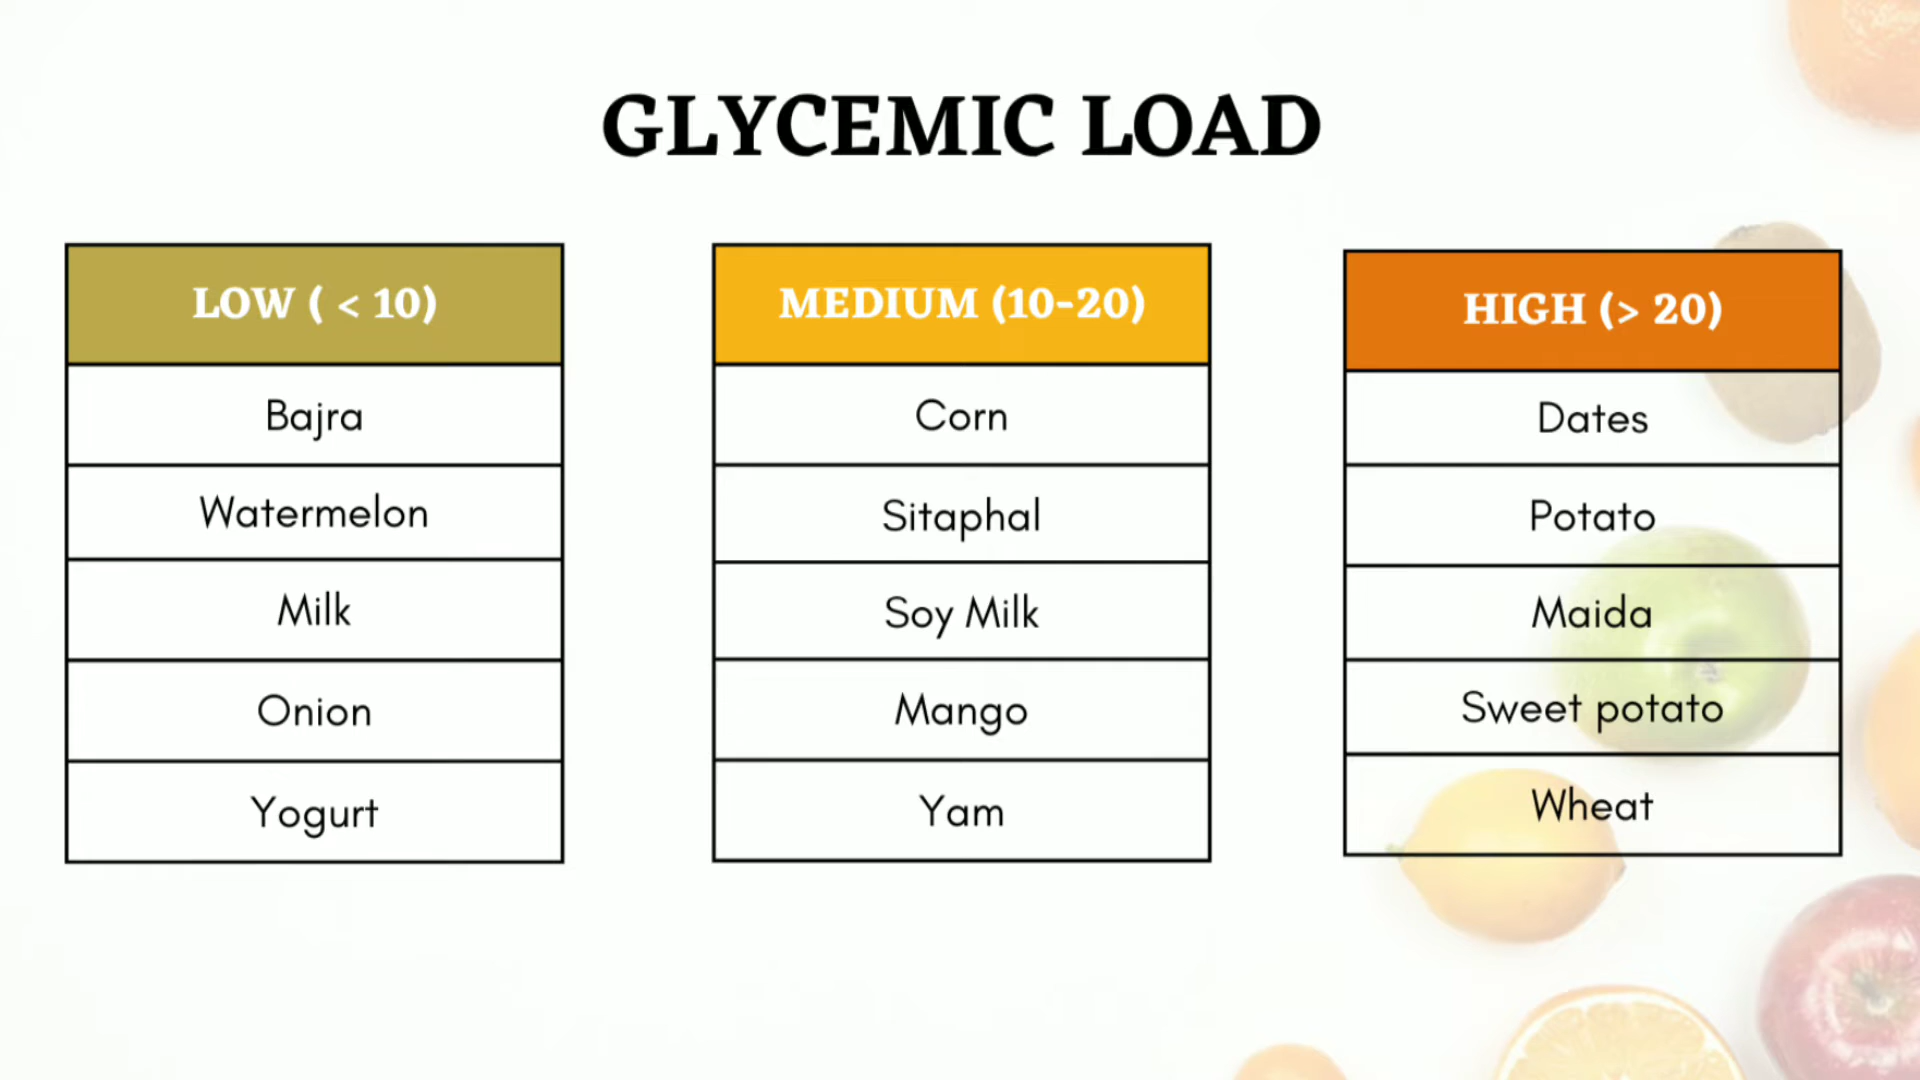 GLYCEMIC LOAD
LOW ( < 10)
Bajra
Watermelon
Milk
Onion
Yogurt
MEDIUM (10-20)
Corn
Sitaphal
Soy Milk
Mango
Yam
HIGH (> 20)
Dates
Potato
Maida
Sweet potato
Wheat